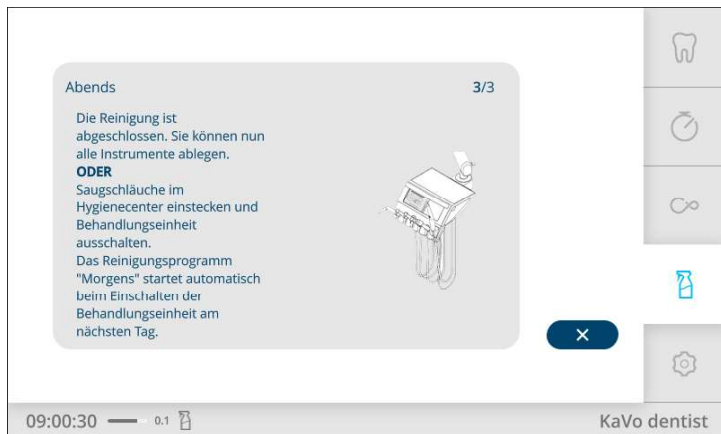 Abends
3/3
Die Reinigung ist
abgeschlossen. Sie können nun
alle Instrumente ablegen.
ODER
Saugschläuche im
Hygienecenter einstecken und
Behandlungseinheit
ausschalten.
Das Reinigungsprogramm
"Morgens" startet automatisch
beim Einschalten der
Behandlungseinheit am
nächsten Tag.
09:00:30
0.1
KaVo dentist